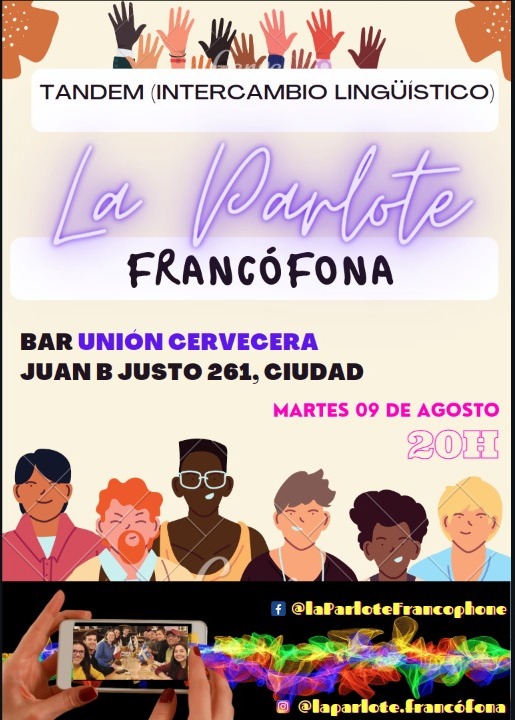 TANDEM (INTERCAMBIO LINGÜÍSTICO)
La Parlote
FRANCÓFONA
BAR UNIÓN CERVECERA
JUAN B JUSTO 261, CIUDAD
MARTES 09 DE AGOSTO
20H
@laParloteFrancophone
@laparlote.francófona